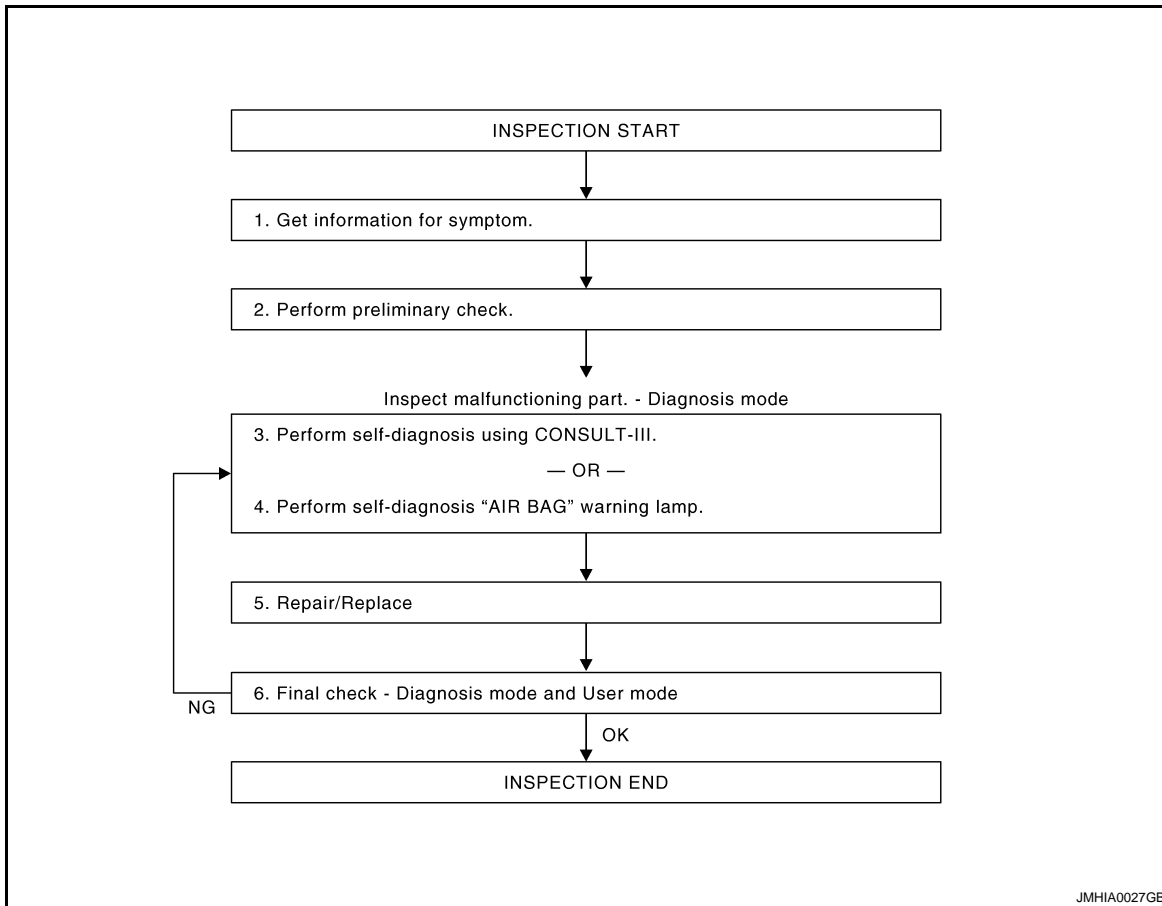 INSPECTION START
1. Get information for symptom.
2. Perform preliminary check.
Inspect malfunctioning part. - Diagnosis mode
3. Perform self-diagnosis using CONSULT-III.
— OR —
4. Perform self-diagnosis “AIR BAG” warning lamp.
5. Repair/Replace
6. Final check - Diagnosis mode and User mode
NG
OK
INSPECTION END
JMHIA0027GB